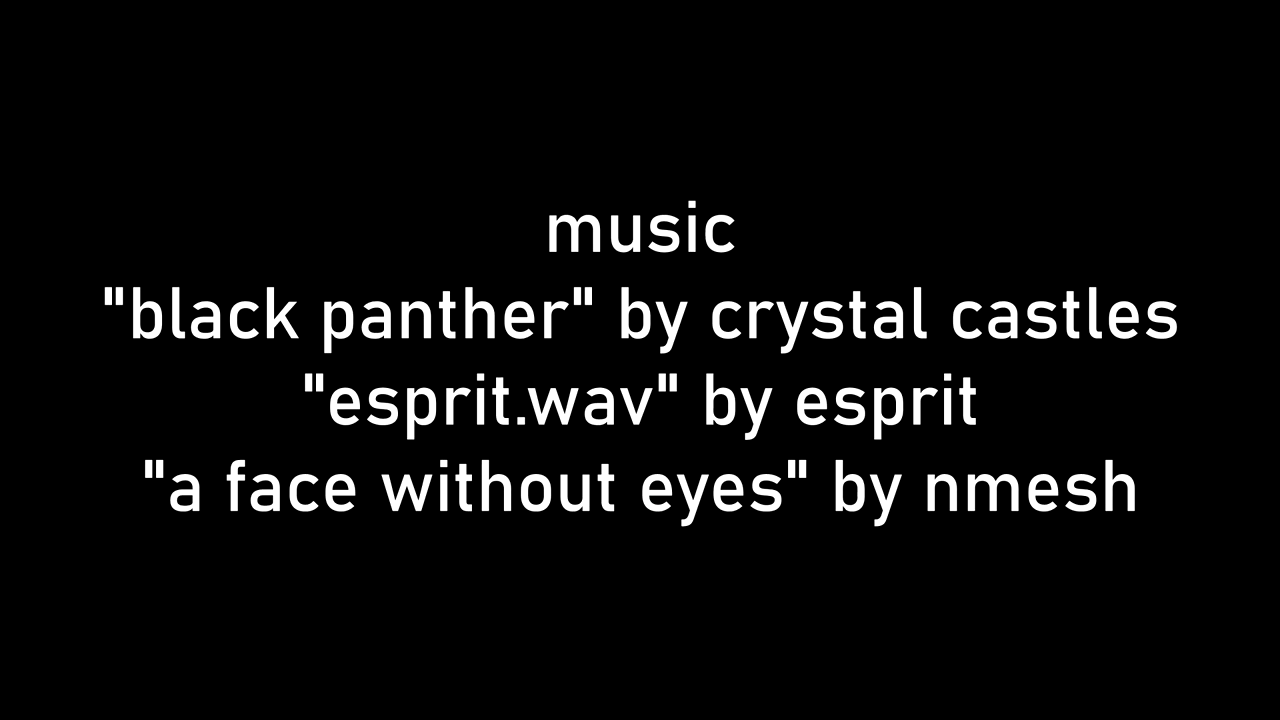 music
"black panther" by crystal castles
"esprit.wav" by esprit
"a face without eyes" by nmesh